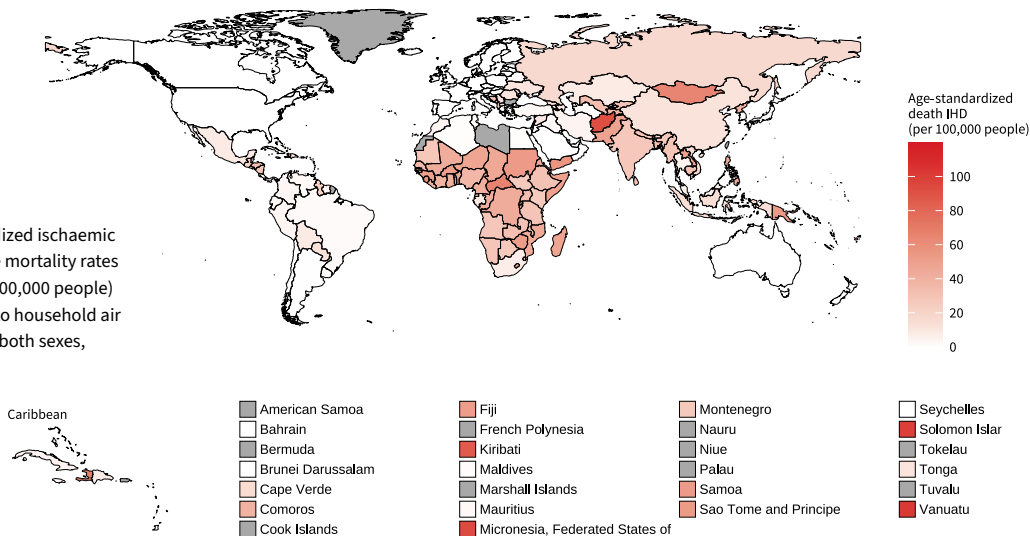 Age-standardized
death IHD
(per 100,000 people)
100
80
60
40
20
0
dized ischaemic
e mortality rates
00,000 people)
o household air
both sexes,
Caribbean
American Samoa
Bahrain
Bermuda
Brunei Darussalam
Cape Verde
Comoros
Cook Islands
Fiji
French Polynesia
Kiribati
Maldives
Marshall Islands
Mauritius
Micronesia, Federated States of
Montenegro
Nauru
Niue
Palau
Samoa
Sao Tome and Principe
Seychelles
Solomon Islar
Tokelau
Tonga
Tuvalu
Vanuatu